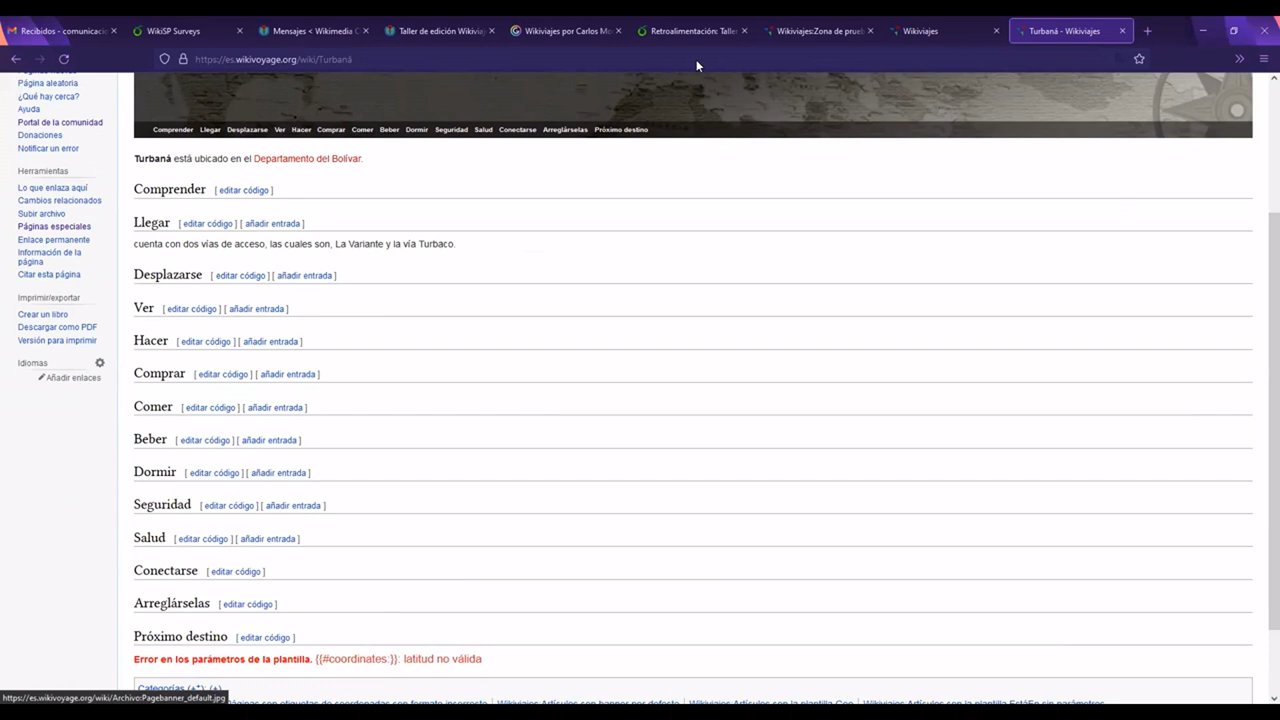 Recibidos - comunicacio
WikiSP Surveys
Mensajes < Wikimedia C
Taller de edición Wikiviaj
Wikiviajes por Carlos Mo
Retroalimentación: Taller
Wikiviajes:Zona de prueb
Wikiviajes
Turbaná - Wikiviajes
https://es.wikivoyage.org/wiki/Turbaná
Página aleatoria
¿Qué hay cerca?
Ayuda
Portal de la comunidad
Donaciones
Notificar un error
Herramientas
Lo que enlaza aquí
Cambios relacionados
Subir archivo
Páginas especiales
Enlace permanente
Información de la
página
Citar esta página
Imprimir/exportar
Crear un libro
Descargar como PDF
Versión para imprimir
Idiomas
Añadir enlaces
Comprender Llegar Desplazarse Ver Hacer Comprar Comer Beber Dormir Seguridad Salud Conectarse Arreglárselas Próximo destino
Turbaná está ubicado en el Departamento del Bolívar.
Comprender [ editar código ]
Llegar [ editar código ] [ añadir entrada ]
cuenta con dos vías de acceso, las cuales son, La Variante y la vía Turbaco.
Desplazarse [ editar código ] [ añadir entrada ]
Ver [ editar código ] [ añadir entrada ]
Hacer [ editar código ] [ añadir entrada ]
Comprar [ editar código ] [ añadir entrada ]
Comer [ editar código ] [ añadir entrada ]
Beber [ editar código ] [ añadir entrada ]
Dormir [ editar código ] [ añadir entrada ]
Seguridad [ editar código ] [ añadir entrada ]
Salud [ editar código ] [ añadir entrada ]
Conectarse [ editar código ]
Arreglárselas [ editar código ]
Próximo destino [ editar código ]
Error en los parámetros de la plantilla. {{#coordinates:}}: latitud no válida
Categorías (++): (+)
https://es.wikivoyage.org/wiki/Archivo:Pagebanner_default.jpg